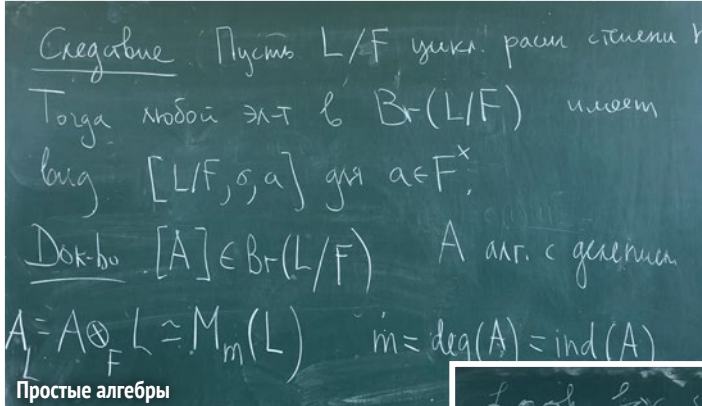 Следствие Пусть L/F цикл. расш степени n
Тогда любой эл-т в Br(L/F) имеет
вид [L/F, σ, a] для a∈F^×.
Док-во [A] ∈ Br(L/F) A алг. с делением
A_L = A⊗_F L ≃ M_m(L) m = deg(A) = ind(A)
Простые алгебры